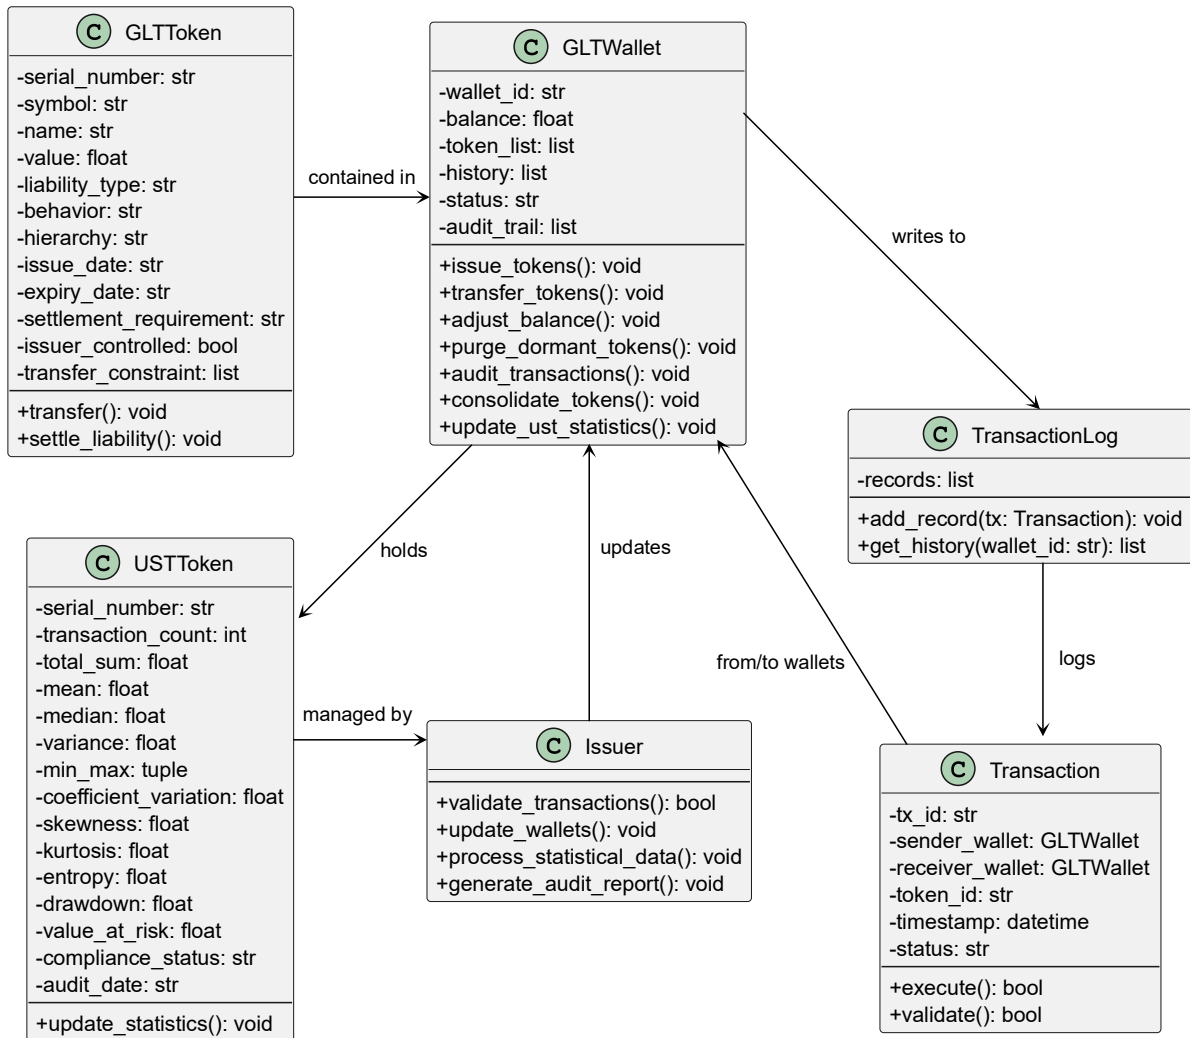 C GLTToken
-serial_number: str
-symbol: str
-name: str
-value: float
-liability_type: str
-behavior: str
-hierarchy: str
-issue_date: str
-expiry_date: str
-settlement_requirement: str
-issuer_controlled: bool
-transfer_constraint: list
+transfer(): void
+settle_liability(): void
contained in
C GLTWallet
-wallet_id: str
-balance: float
-token_list: list
-history: list
-status: str
-audit_trail: list
+issue_tokens(): void
+transfer_tokens(): void
+adjust_balance(): void
+purge_dormant_tokens(): void
+audit_transactions(): void
+consolidate_tokens(): void
+update_ust_statistics(): void
writes to
C TransactionLog
-records: list
+add_record(tx: Transaction): void
+get_history(wallet_id: str): list
holds
updates
from/to wallets
logs
C USTToken
-serial_number: str
-transaction_count: int
-total_sum: float
-mean: float
-median: float
-variance: float
-min_max: tuple
-coefficient_variation: float
-skewness: float
-kurtosis: float
-entropy: float
-drawdown: float
-value_at_risk: float
-compliance_status: str
-audit_date: str
+update_statistics(): void
managed by
C Issuer
+validate_transactions(): bool
+update_wallets(): void
+process_statistical_data(): void
+generate_audit_report(): void
C Transaction
-tx_id: str
-sender_wallet: GLTWallet
-receiver_wallet: GLTWallet
-token_id: str
-timestamp: datetime
-status: str
+execute(): bool
+validate(): bool